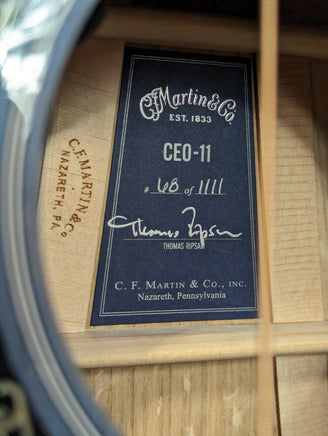 C.F. Martin & Co.
EST. 1833
CEO-11
# 68 of 1111
Thomas Ripsam
THOMAS RIPSAM
C. F. MARTIN & CO., INC.
Nazareth, Pennsylvania
C.F. MARTIN & Co
NAZARETH, PA.